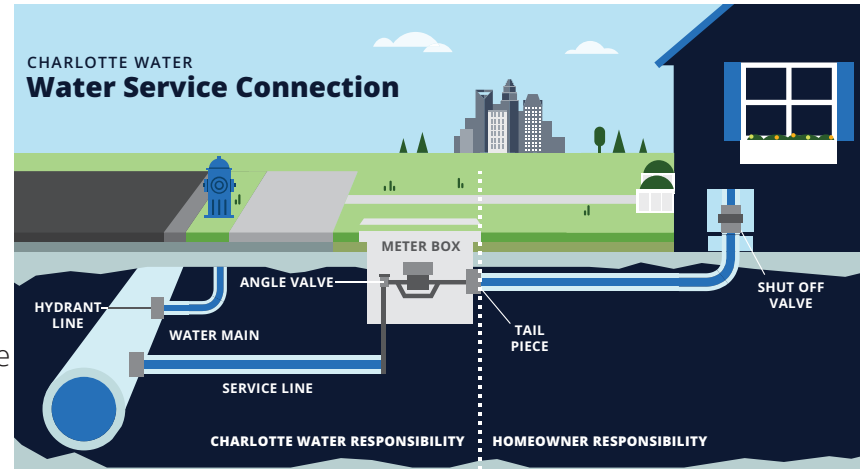 CHARLOTTE WATER
Water Service Connection
METER BOX
ANGLE VALVE
HYDRANT
LINE
SHUT OFF
VALVE
WATER MAIN
TAIL
PIECE
e
SERVICE LINE
CHARLOTTE WATER RESPONSIBILITY
HOMEOWNER RESPONSIBILITY